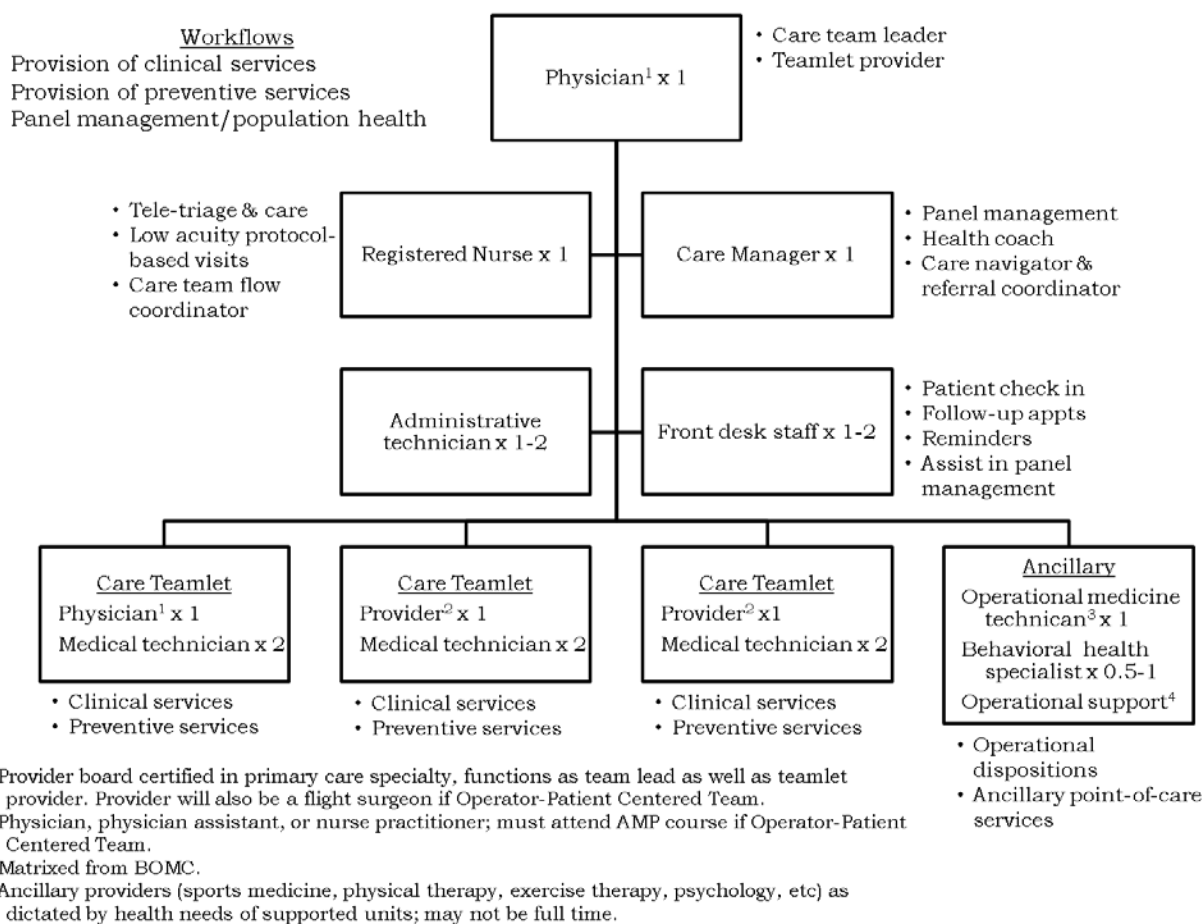 Workflows
Provision of clinical services
Provision of preventive services
Panel management/population health
Physician¹ x 1
• Care team leader
• Teamlet provider
• Tele-triage & care
• Low acuity protocol-
based visits
• Care team flow
coordinator
Registered Nurse x 1
Care Manager x 1
• Panel management
• Health coach
• Care navigator &
referral coordinator
Administrative
technician x 1-2
Front desk staff x 1-2
• Patient check in
• Follow-up appts
• Reminders
• Assist in panel
management
Care Teamlet
Physician¹ x 1
Medical technician x 2
• Clinical services
• Preventive services
Care Teamlet
Provider² x 1
Medical technician x 2
• Clinical services
• Preventive services
Care Teamlet
Provider² x1
Medical technician x 2
• Clinical services
• Preventive services
Ancillary
Operational medicine
technican³ x 1
Behavioral health
specialist x 0.5-1
Operational support⁴
• Operational
dispositions
• Ancillary point-of-care
services
Provider board certified in primary care specialty, functions as team lead as well as teamlet
provider. Provider will also be a flight surgeon if Operator-Patient Centered Team.
Physician, physician assistant, or nurse practitioner; must attend AMP course if Operator-Patient
Centered Team.
Matrixed from BOMC.
Ancillary providers (sports medicine, physical therapy, exercise therapy, psychology, etc) as
dictated by health needs of supported units; may not be full time.